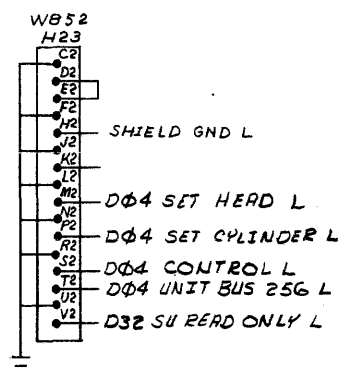 W852
H23
C2
D2
E2
F2
H2 SHIELD GND L
J2
K2
L2
M2 DØ4 SET HEAD L
N2
P2 DØ4 SET CYLINDER L
R2
S2 DØ4 CONTROL L
T2 DØ4 UNIT BUS 256 L
U2
V2 D32 SU READ ONLY L